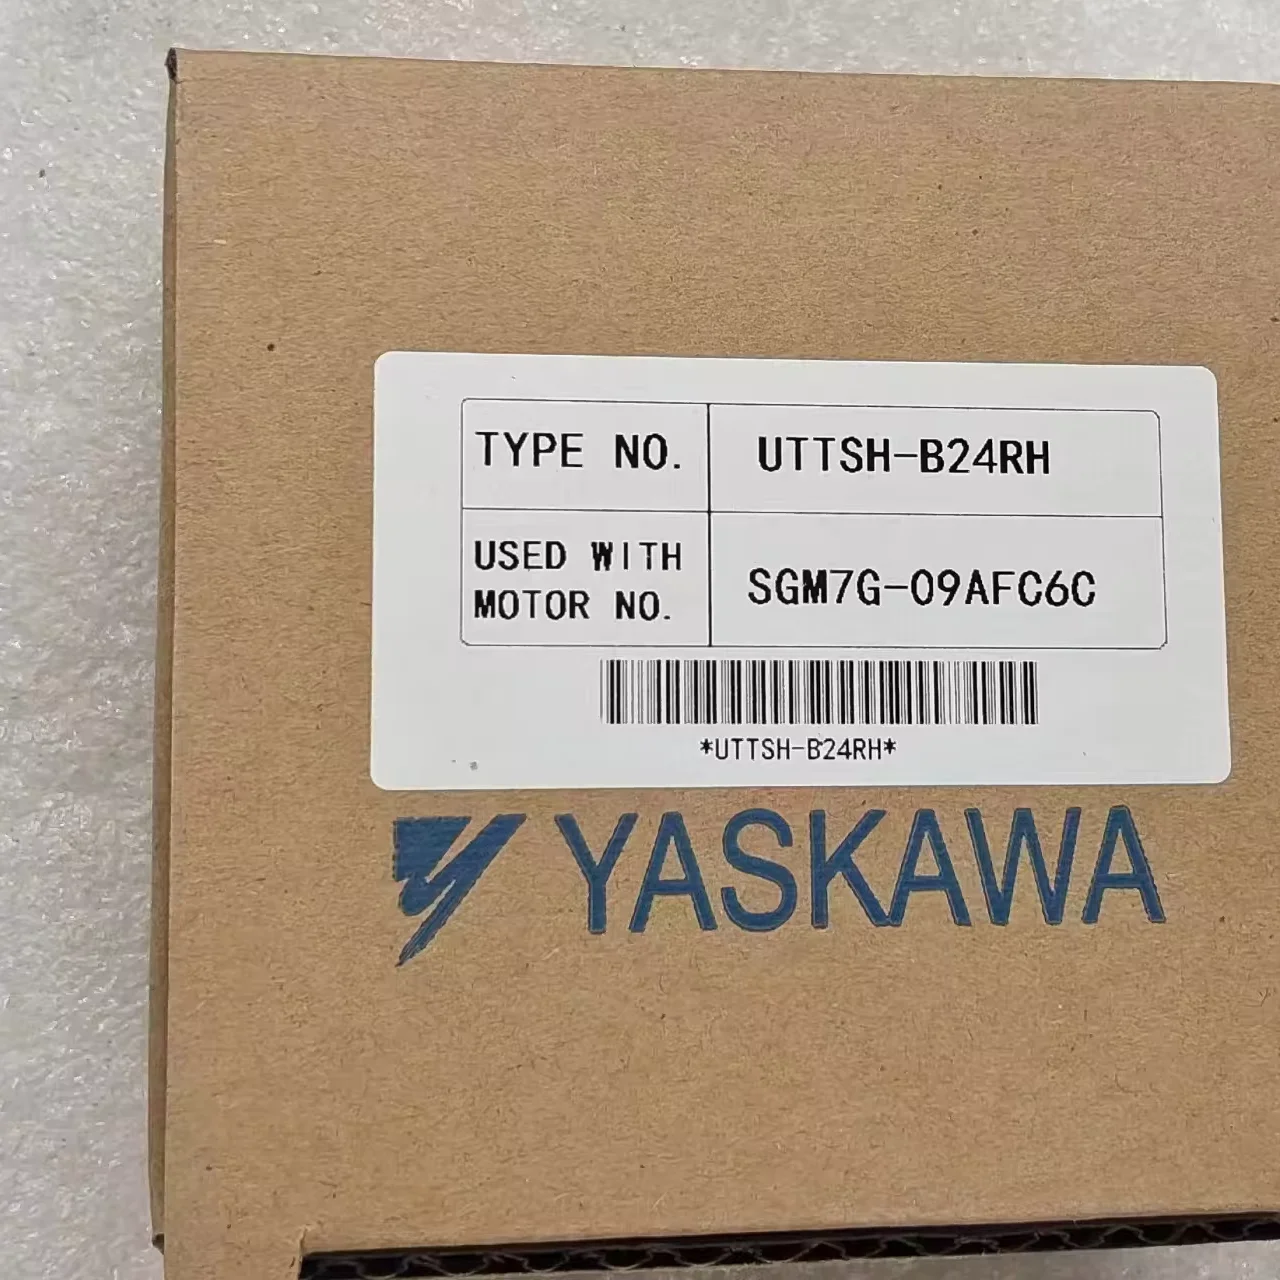 TYPE NO. UTTSH-B24RH
USED WITH
MOTOR NO. SGM7G-09AFC6C
*UTTSH-B24RH*
YASKAWA